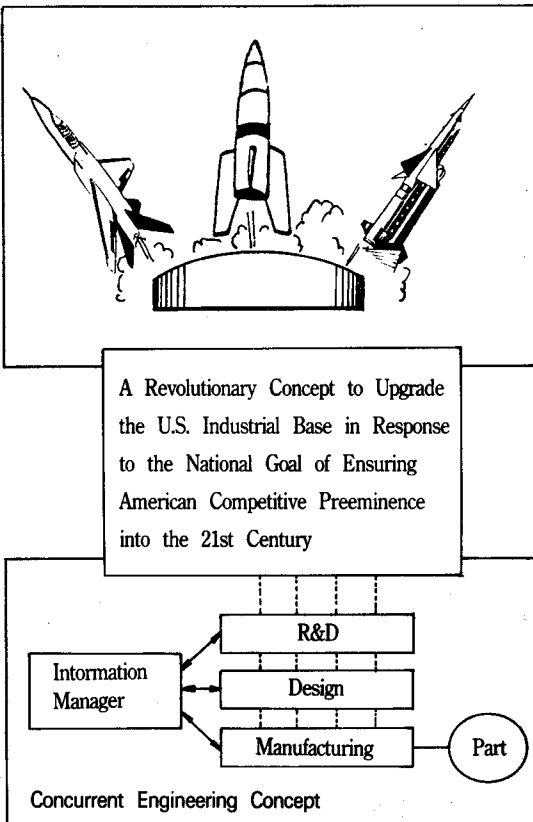 A Revolutionary Concept to Upgrade
the U.S. Industrial Base in Response
to the National Goal of Ensuring
American Competitive Preeminence
into the 21st Century
R&D
Intormation
Manager
Design
Manufacturing
Part
Concurrent Engineering Concept